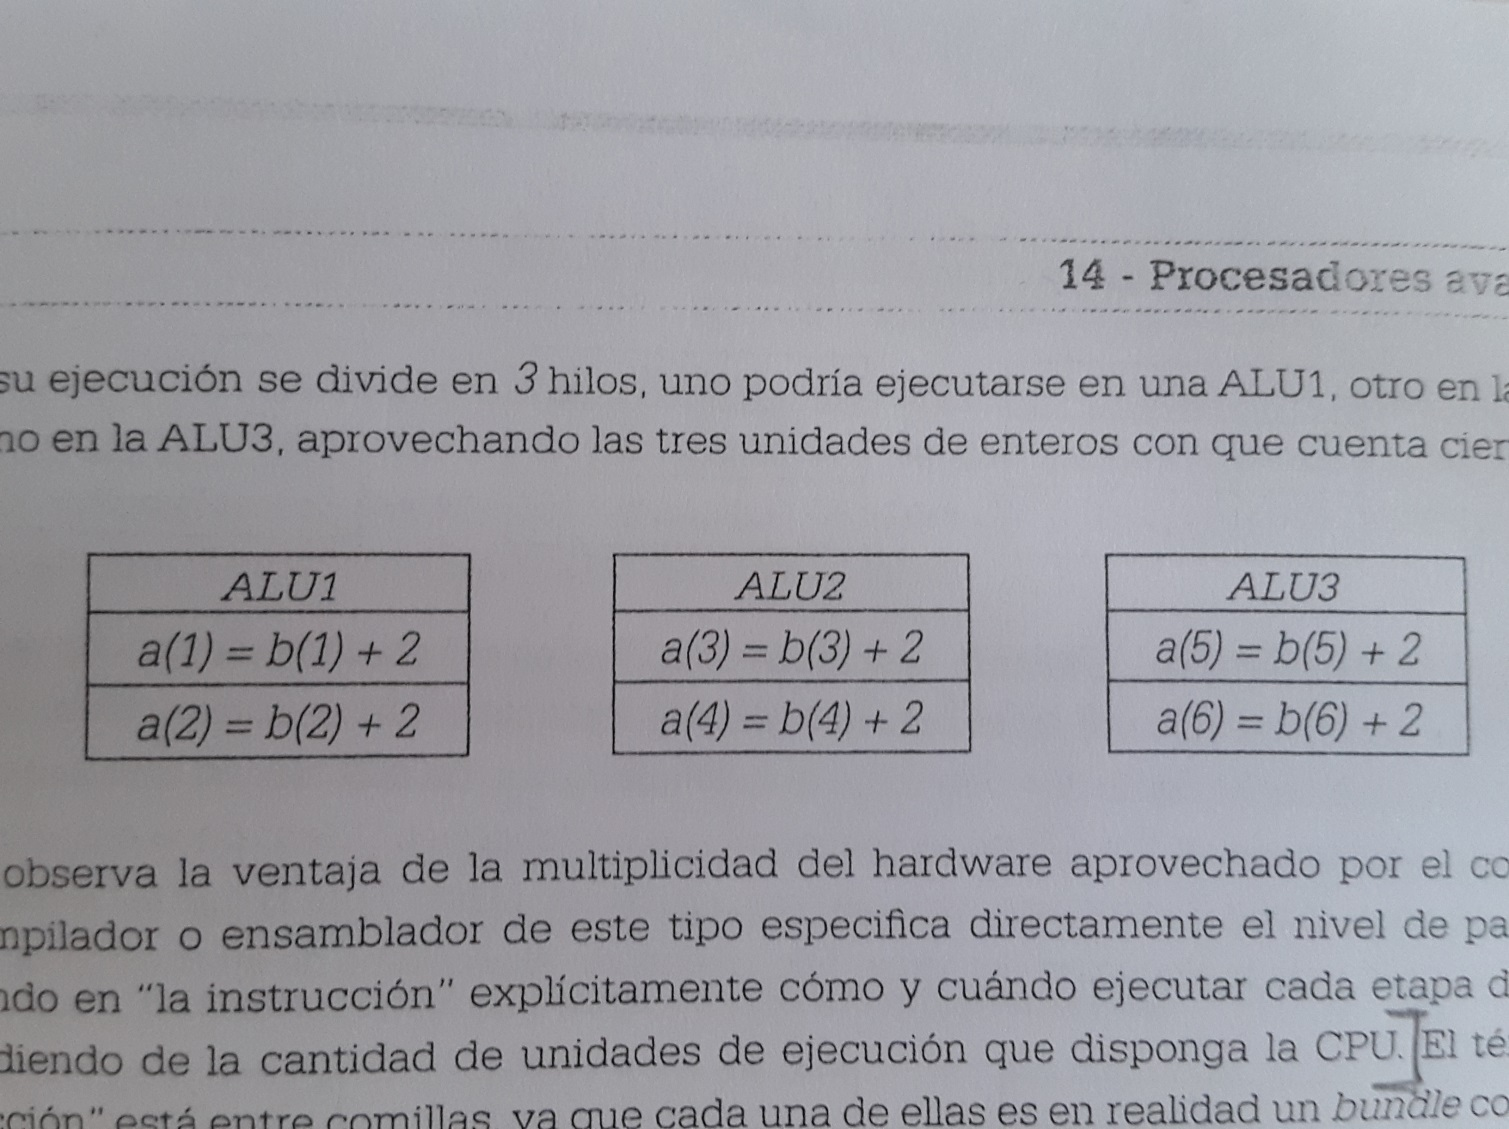 14 - Procesadores ava
su ejecución se divide en 3 hilos, uno podría ejecutarse en una ALU1, otro en la
no en la ALU3, aprovechando las tres unidades de enteros con que cuenta cier
ALU1 ALU2 ALU3
a(1) = b(1) + 2 a(3) = b(3) + 2 a(5) = b(5) + 2
a(2) = b(2) + 2 a(4) = b(4) + 2 a(6) = b(6) + 2
observa la ventaja de la multiplicidad del hardware aprovechado por el co
mpilador o ensamblador de este tipo especifica directamente el nivel de pa
ndo en “la instrucción” explícitamente cómo y cuándo ejecutar cada etapa d
diendo de la cantidad de unidades de ejecución que disponga la CPU. El té
cción” está entre comillas, ya que cada una de ellas es en realidad un bundle co